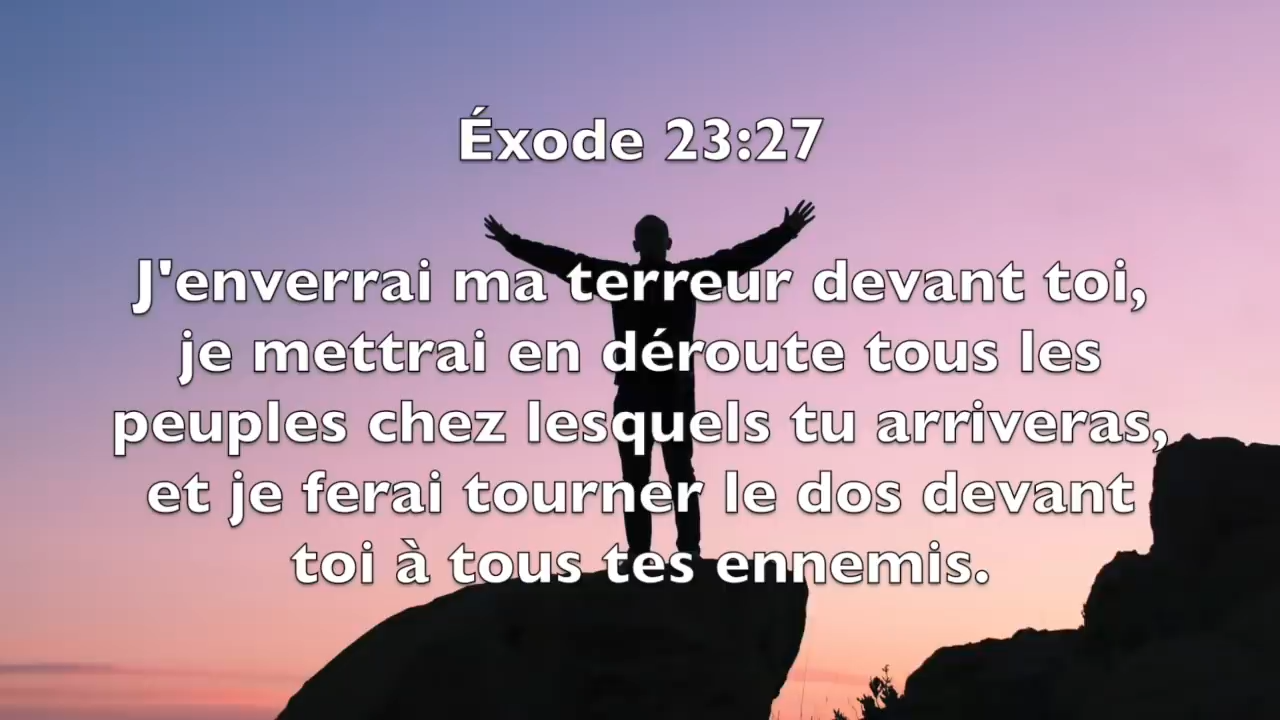 Éxode 23:27
J'enverrai ma terreur devant toi,
je mettrai en déroute tous les
peuples chez lesquels tu arriveras,
et je ferai tourner le dos devant
toi à tous tes ennemis.